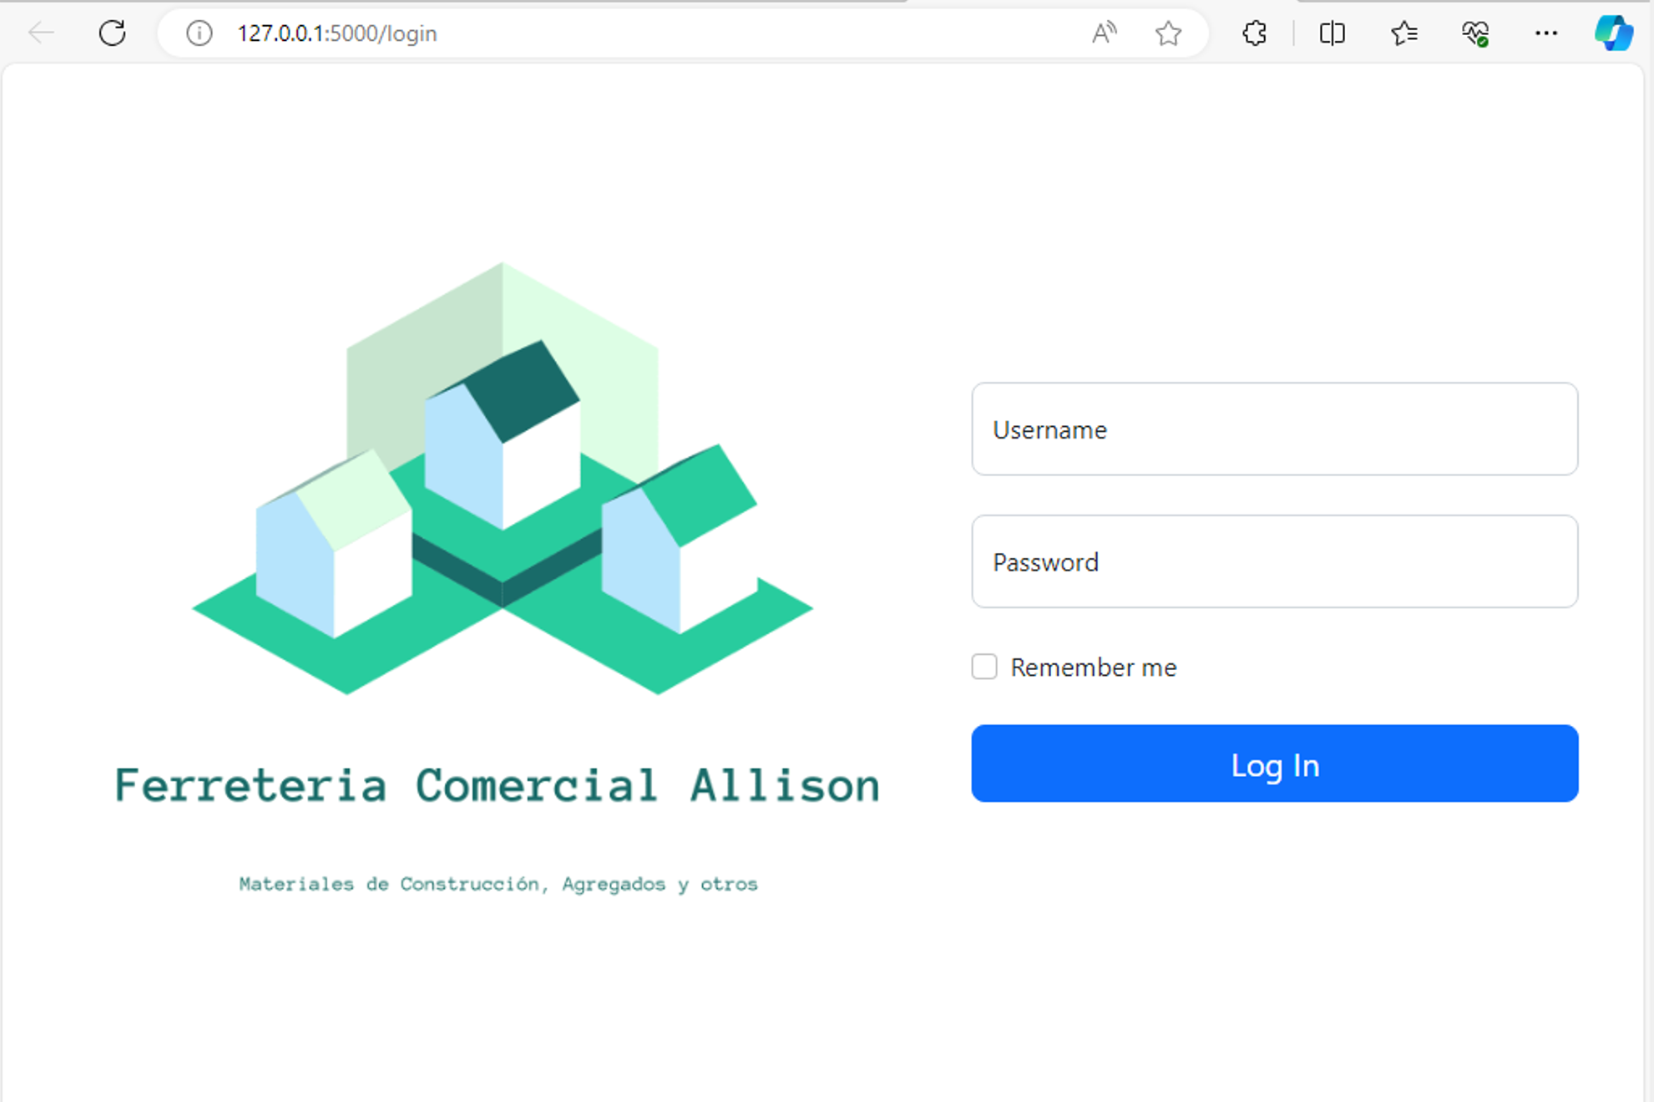 127.0.0.1:5000/login
Username
Password
Remember me
Log In
Ferreteria Comercial Allison
Materiales de Construcción, Agregados y otros